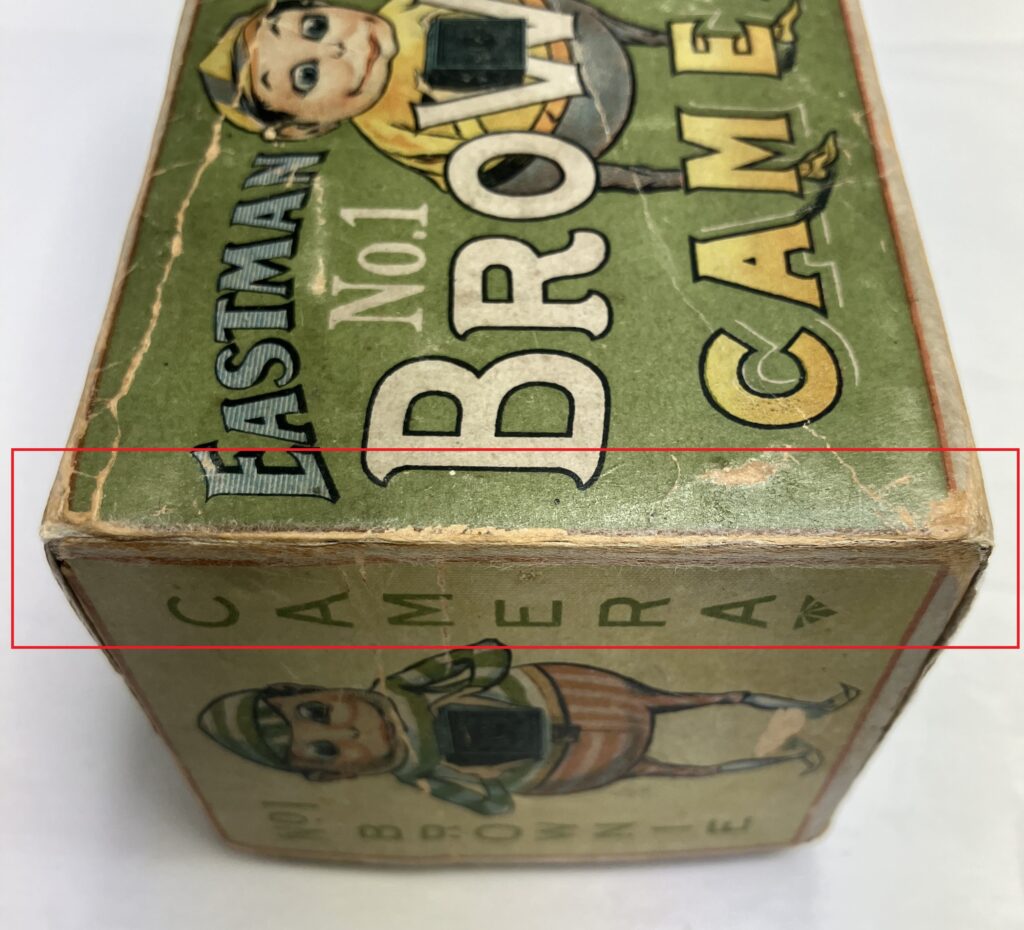 EASTMAN
No. 1
BROW
CAME
CAMERA
No 1
BROWNIE